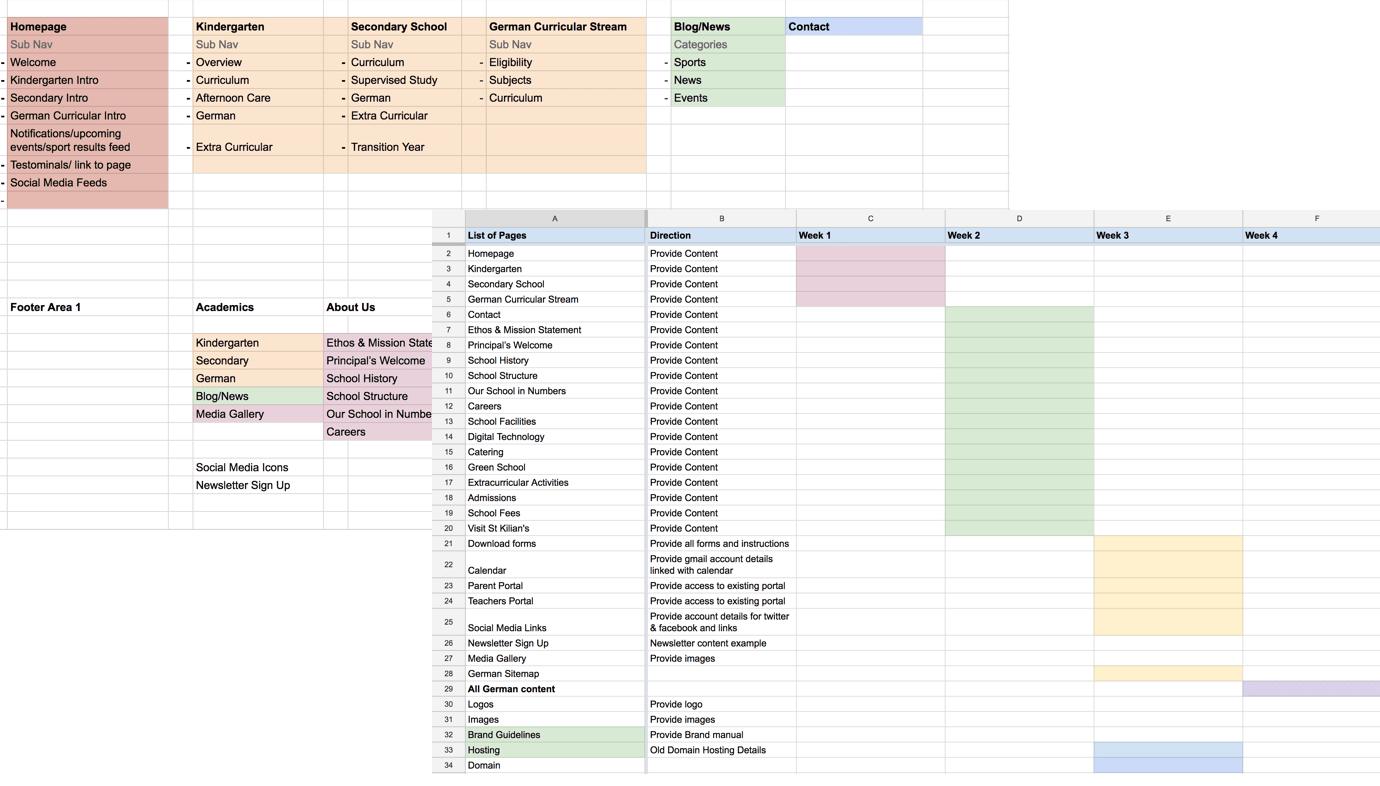 Homepage Kindergarten Secondary School German Curricular Stream Blog/News Contact
Sub Nav Sub Nav Sub Nav Sub Nav Categories
- Welcome - Overview - Curriculum - Eligibility - Sports
- Kindergarten Intro - Curriculum - Supervised Study - Subjects - News
- Secondary Intro - Afternoon Care - German - Curriculum - Events
- German Curricular Intro - German - Extra Curricular
Notifications/upcoming
events/sport results feed - Extra Curricular - Transition Year
- Testominals/ link to page
- Social Media Feeds
-
Footer Area 1 Academics About Us
Kindergarten Ethos & Mission State
Secondary Principal's Welcome
German School History
Blog/News School Structure
Media Gallery Our School in Numbe
Careers
Social Media Icons
Newsletter Sign Up
A B C D E F
1 List of Pages Direction Week 1 Week 2 Week 3 Week 4
2 Homepage Provide Content
3 Kindergarten Provide Content
4 Secondary School Provide Content
5 German Curricular Stream Provide Content
6 Contact Provide Content
7 Ethos & Mission Statement Provide Content
8 Principal's Welcome Provide Content
9 School History Provide Content
10 School Structure Provide Content
11 Our School in Numbers Provide Content
12 Careers Provide Content
13 School Facilities Provide Content
14 Digital Technology Provide Content
15 Catering Provide Content
16 Green School Provide Content
17 Extracurricular Activities Provide Content
18 Admissions Provide Content
19 School Fees Provide Content
20 Visit St Kilian's Provide Content
21 Download forms Provide all forms and instructions
Provide gmail account details
22 Calendar linked with calendar
23 Parent Portal Provide access to existing portal
24 Teachers Portal Provide access to existing portal
Provide account details for twitter
25 Social Media Links & facebook and links
26 Newsletter Sign Up Newsletter content example
27 Media Gallery Provide images
28 German Sitemap
29 All German content
30 Logos Provide logo
31 Images Provide images
32 Brand Guidelines Provide Brand manual
33 Hosting Old Domain Hosting Details
34 Domain